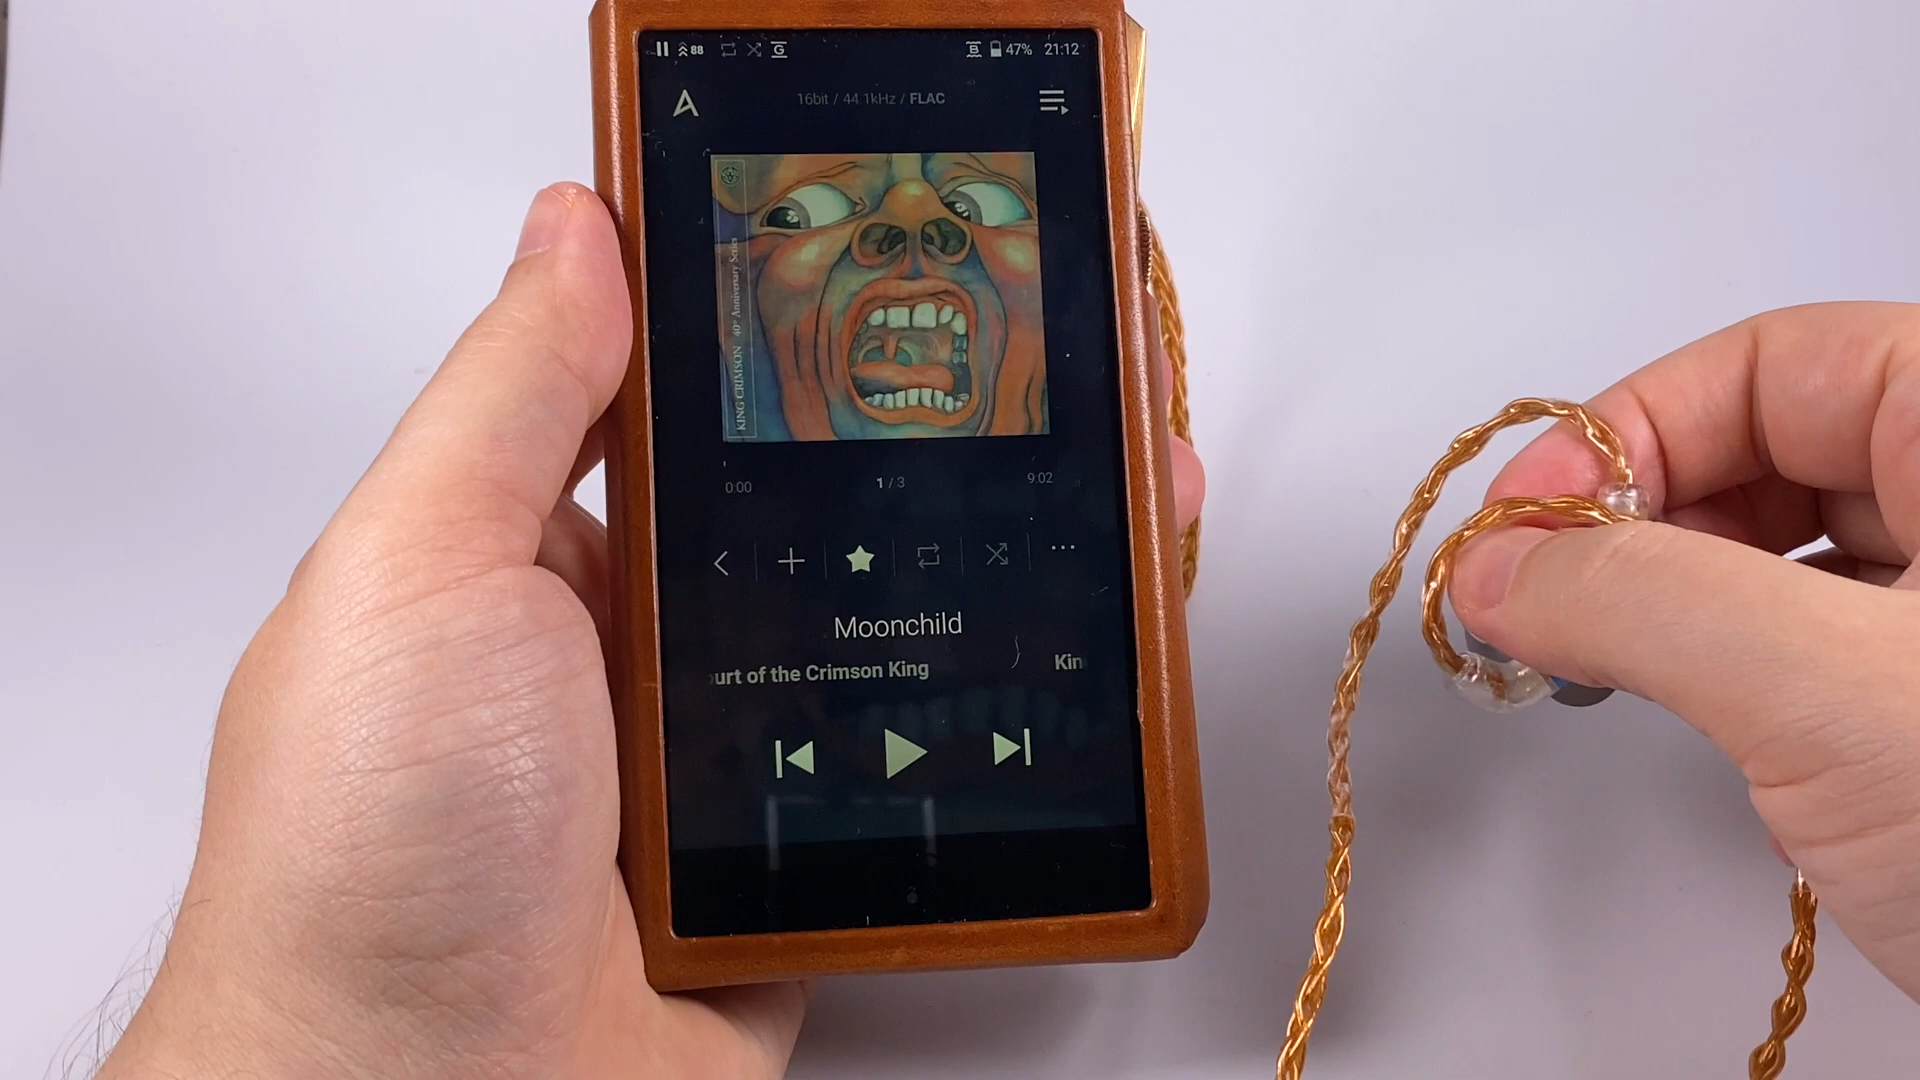 88 G B 47% 21:12
16bit / 44.1kHz / FLAC
KING CRIMSON 40th Anniversary Series
0:00 1 / 3 9:02
Moonchild
urt of the Crimson King Kin